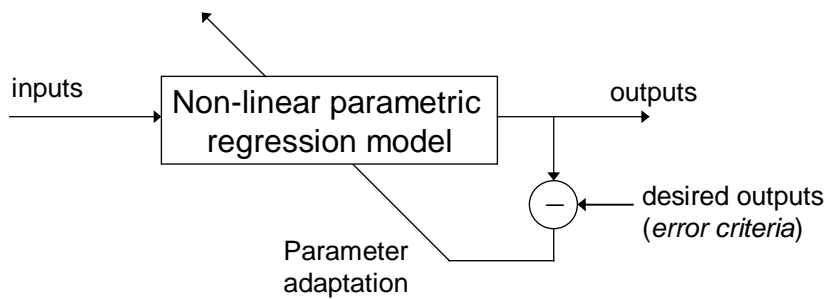 inputs
Non-linear parametric
regression model
outputs
−
desired outputs
(error criteria)
Parameter
adaptation